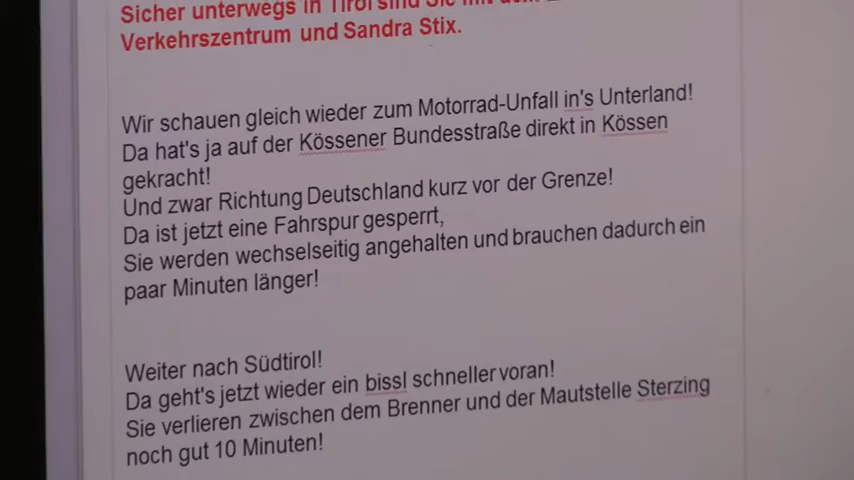 Sicher unterwegs in Tirol sind Sie mit dem
Verkehrszentrum und Sandra Stix.
Wir schauen gleich wieder zum Motorrad-Unfall in's Unterland!
Da hat's ja auf der Kössener Bundesstraße direkt in Kössen
gekracht!
Und zwar Richtung Deutschland kurz vor der Grenze!
Da ist jetzt eine Fahrspur gesperrt,
Sie werden wechselseitig angehalten und brauchen dadurch ein
paar Minuten länger!
Weiter nach Südtirol!
Da geht's jetzt wieder ein bissl schneller voran!
Sie verlieren zwischen dem Brenner und der Mautstelle Sterzing
noch gut 10 Minuten!